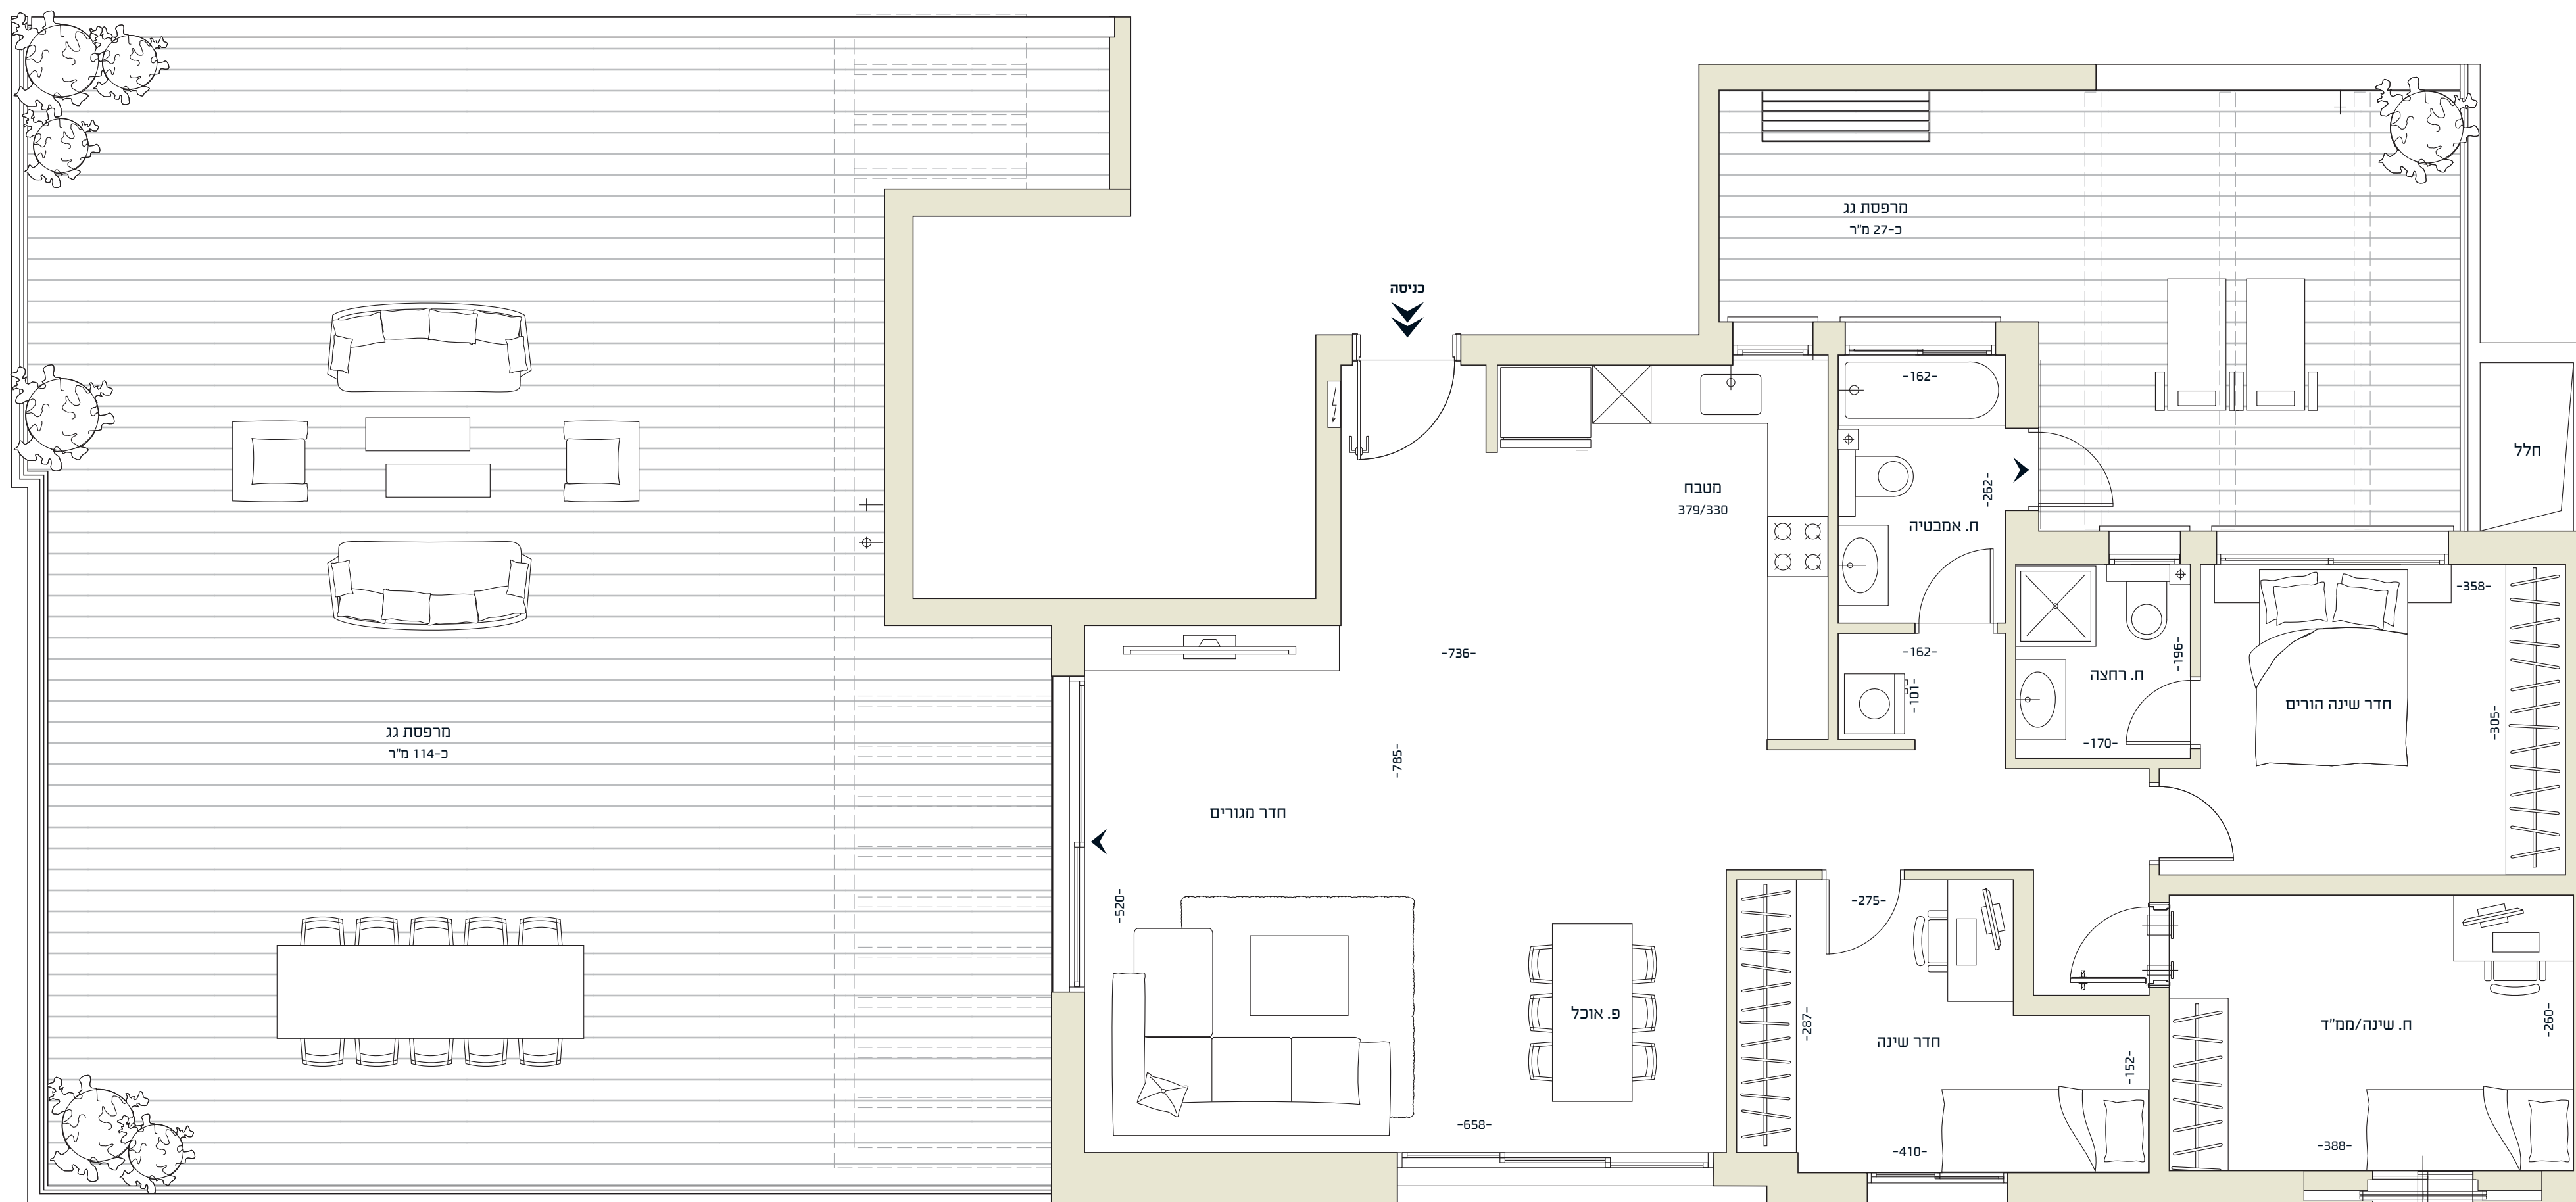 מרפסת גג
כ-27 מ"ר
כניסה
-162-
חלל
מטבח
379/330
-262-
ח. אמבטיה
-358-
-736-
-162-
-101-
-196-
ח. רחצה
חדר שינה הורים
-305-
-170-
מרפסת גג
כ-114 מ"ר
-785-
חדר מגורים
-520-
-275-
פ. אוכל
-287-
חדר שינה
-152-
ח. שינה/ממ"ד
-260-
-658-
-410-
-388-